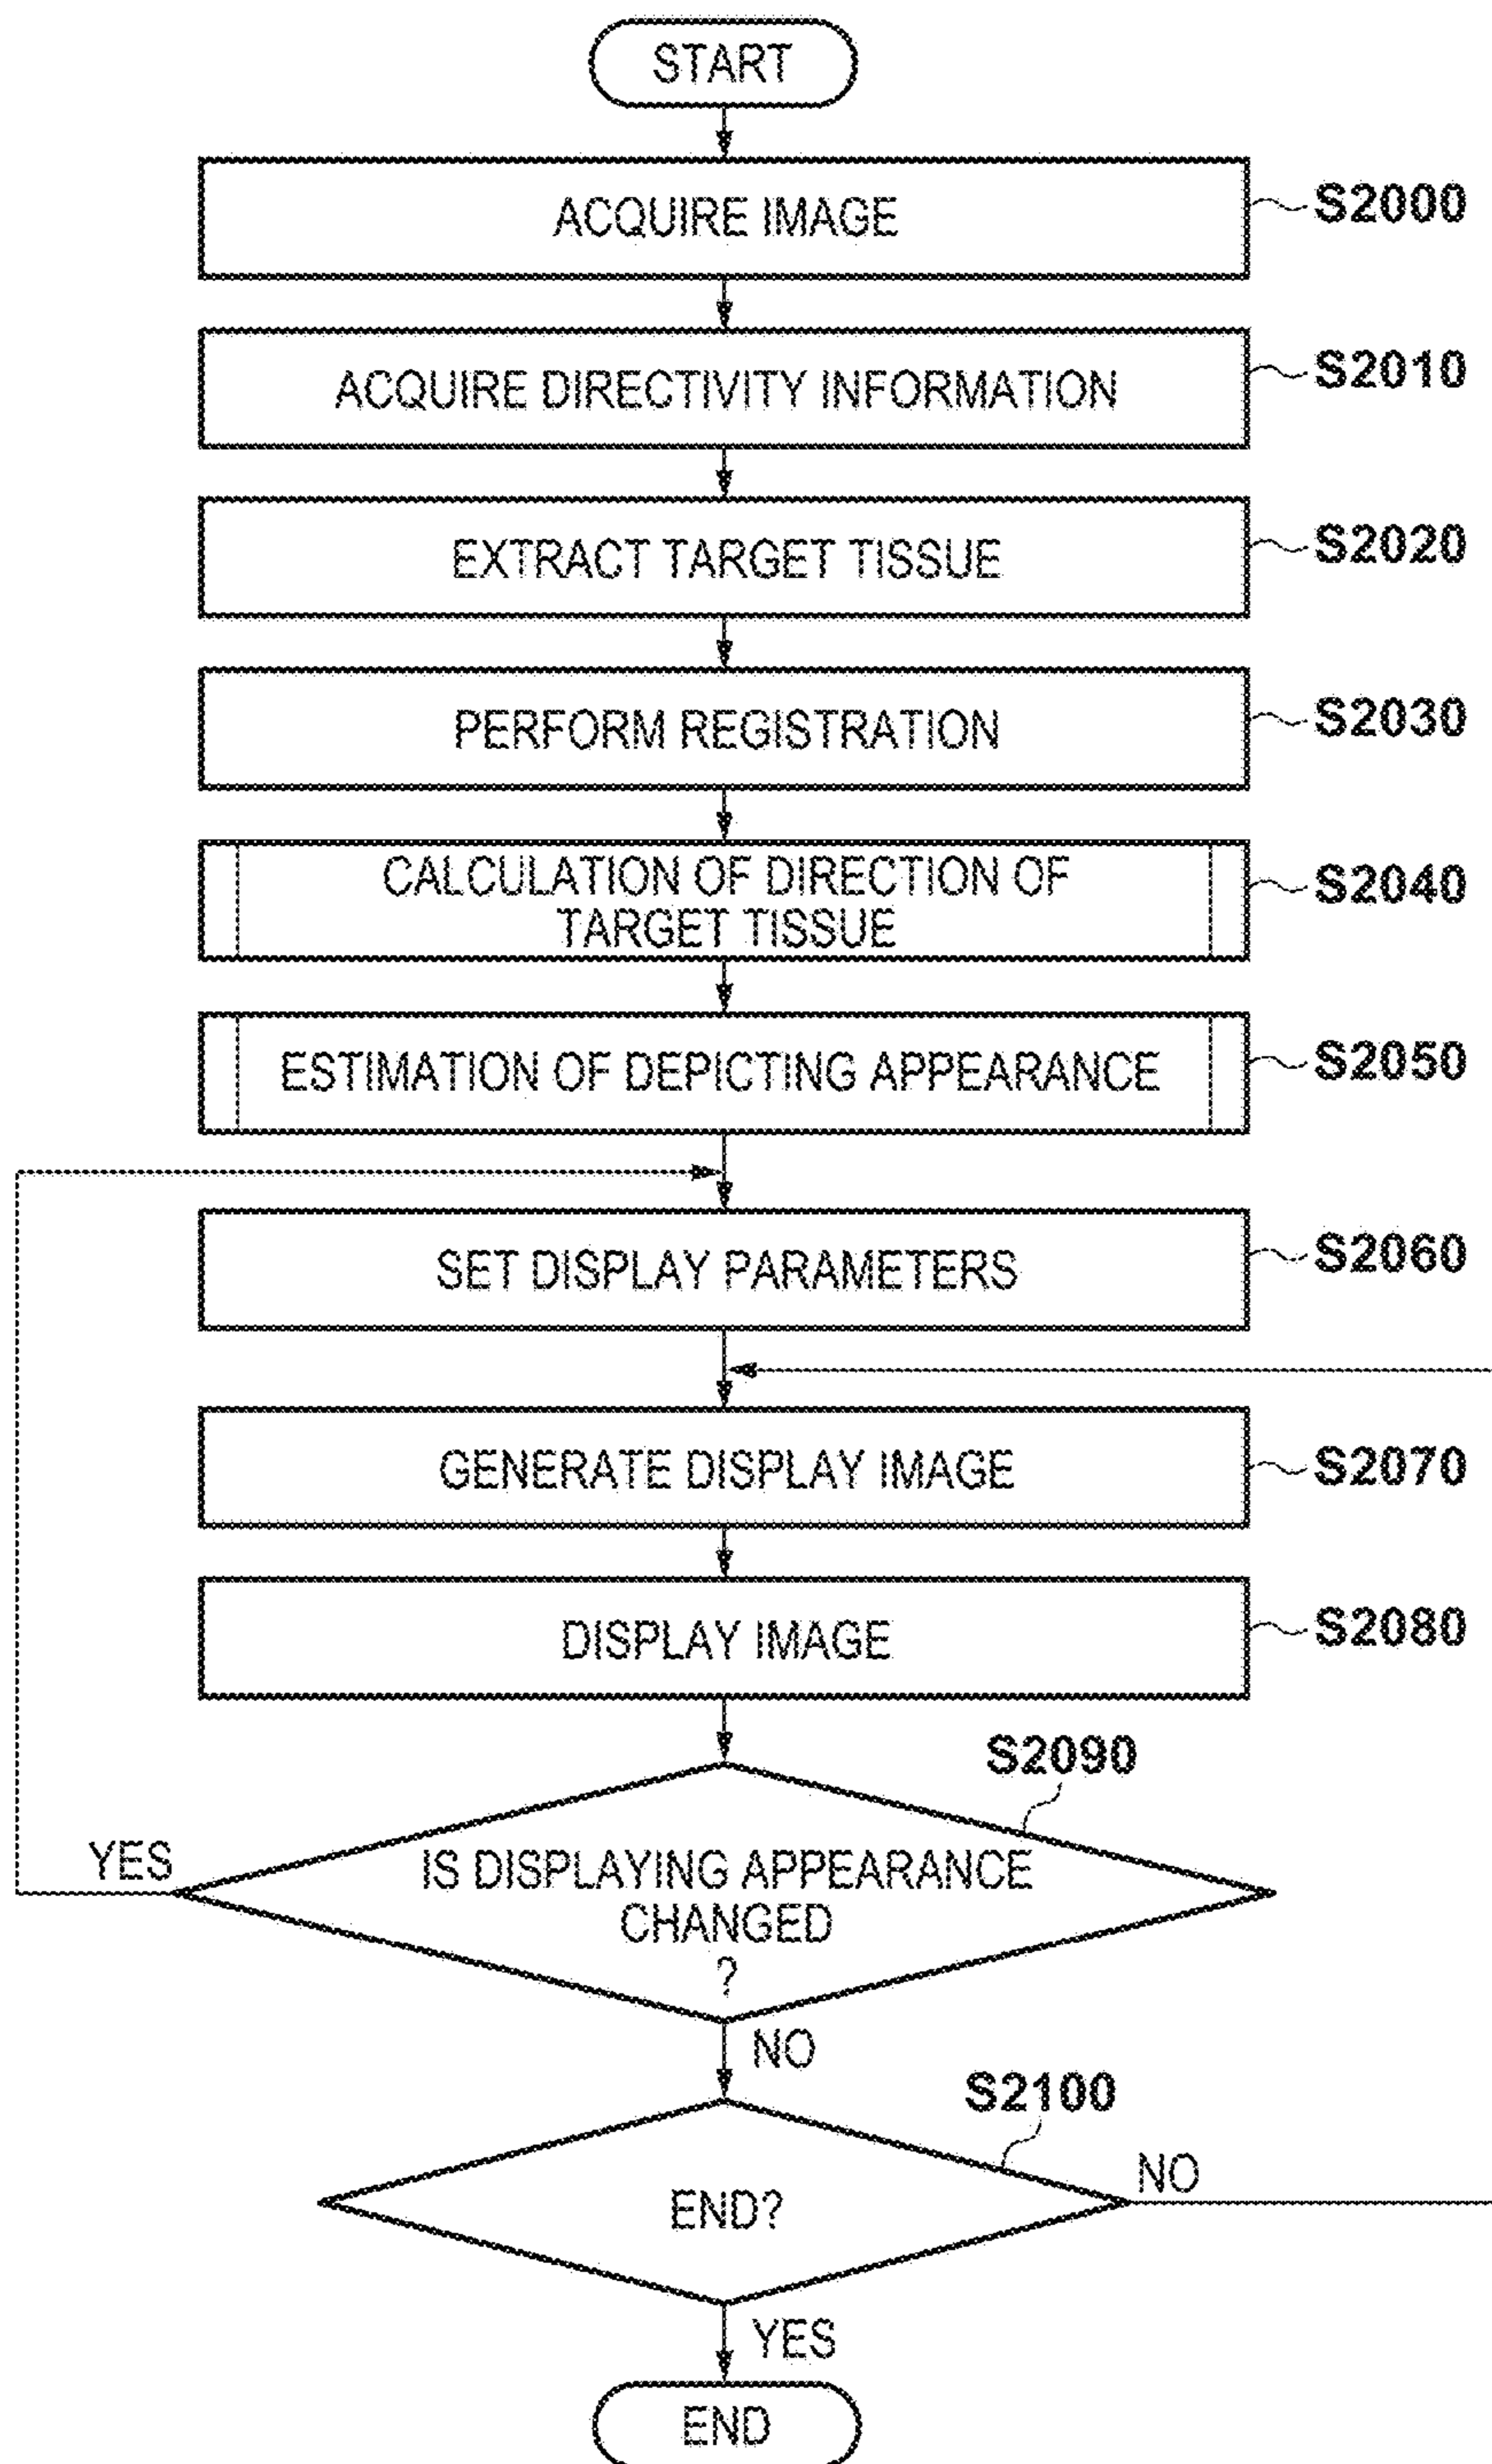 START
ACQUIRE IMAGE
S2000
ACQUIRE DIRECTIVITY INFORMATION
S2010
EXTRACT TARGET TISSUE
S2020
PERFORM REGISTRATION
S2030
CALCULATION OF DIRECTION OF
TARGET TISSUE
S2040
ESTIMATION OF DEPICTING APPEARANCE
S2050
SET DISPLAY PARAMETERS
S2060
GENERATE DISPLAY IMAGE
S2070
DISPLAY IMAGE
S2080
S2090
YES
IS DISPLAYING APPEARANCE
CHANGED
?
NO
S2100
NO
END?
YES
END